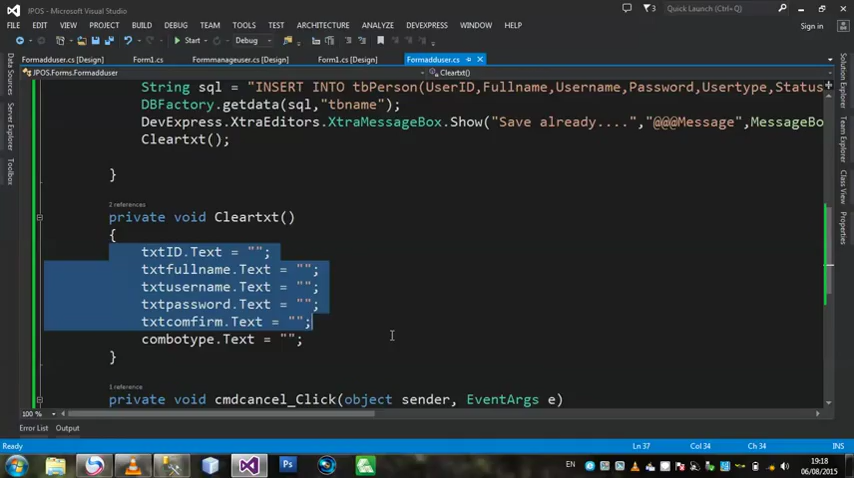 JPOS - Microsoft Visual Studio
3
Quick Launch (Ctrl+Q)
FILE EDIT VIEW PROJECT BUILD DEBUG TEAM TOOLS TEST ARCHITECTURE ANALYZE DEVEXPRESS WINDOW HELP
Sign in
Start Debug
Formadduser.cs [Design] Form1.cs Formmanageuser.cs [Design] Form1.cs [Design] Formadduser.cs
JPOS.Forms.Formadduser Cleartxt()
Data Sources
Server Explorer
Toolbox
String sql = "INSERT INTO tbPerson(UserID,Fullname,Username,Password,Usertype,Status
DBFactory.getdata(sql,"tbname");
DevExpress.XtraEditors.XtraMessageBox.Show("Save already....","@@@Message",MessageBo
Cleartxt();
}
2 references
private void Cleartxt()
{
txtID.Text = "";
txtfullname.Text = "";
txtusername.Text = "";
txtpassword.Text = "";
txtcomfirm.Text = "";
combotype.Text = "";
}
1 reference
private void cmdcancel_Click(object sender, EventArgs e)
Solution Explorer
Team Explorer
Class View
Properties
100 %
Error List Output
Ready
Ln 37 Col 34 Ch 34 INS
Ps
EN
19:18
06/08/2015